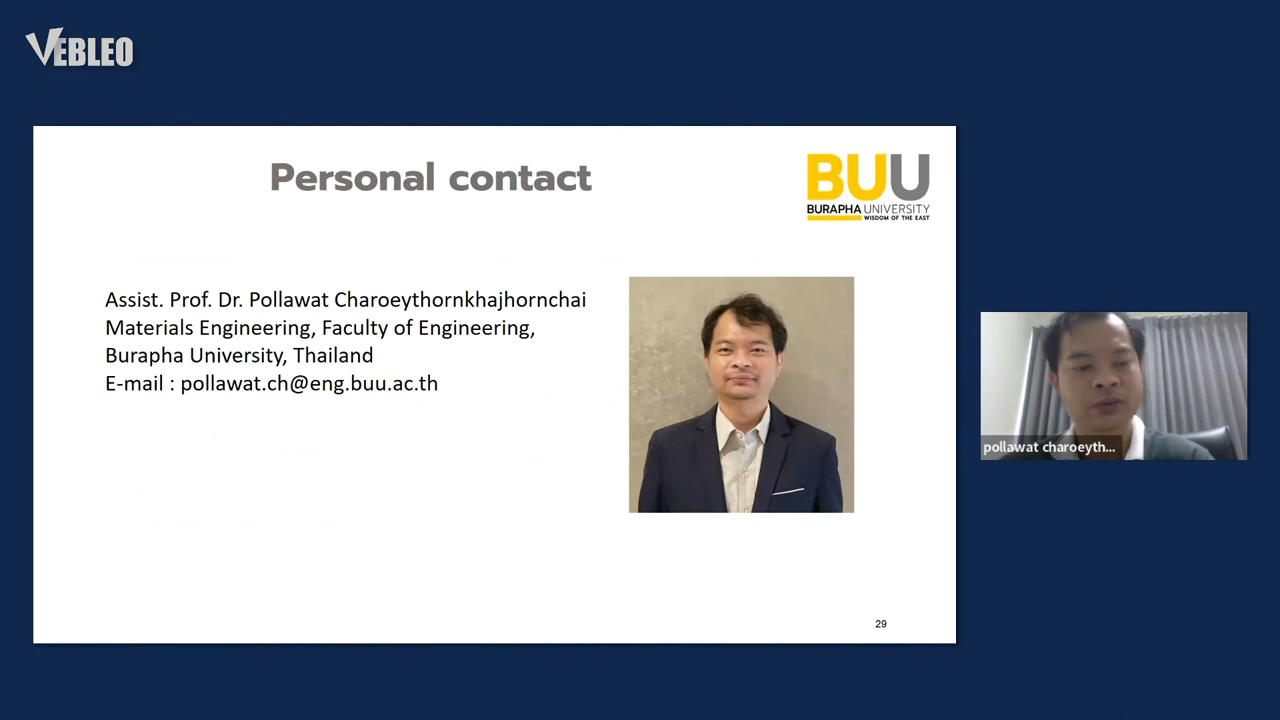 VEBLEO
Personal contact
BUU
BURAPHA UNIVERSITY
WISDOM OF THE EAST
Assist. Prof. Dr. Pollawat Charoeythornkhajhornchai
Materials Engineering, Faculty of Engineering,
Burapha University, Thailand
E-mail : pollawat.ch@eng.buu.ac.th
pollawat charoeyth...
29